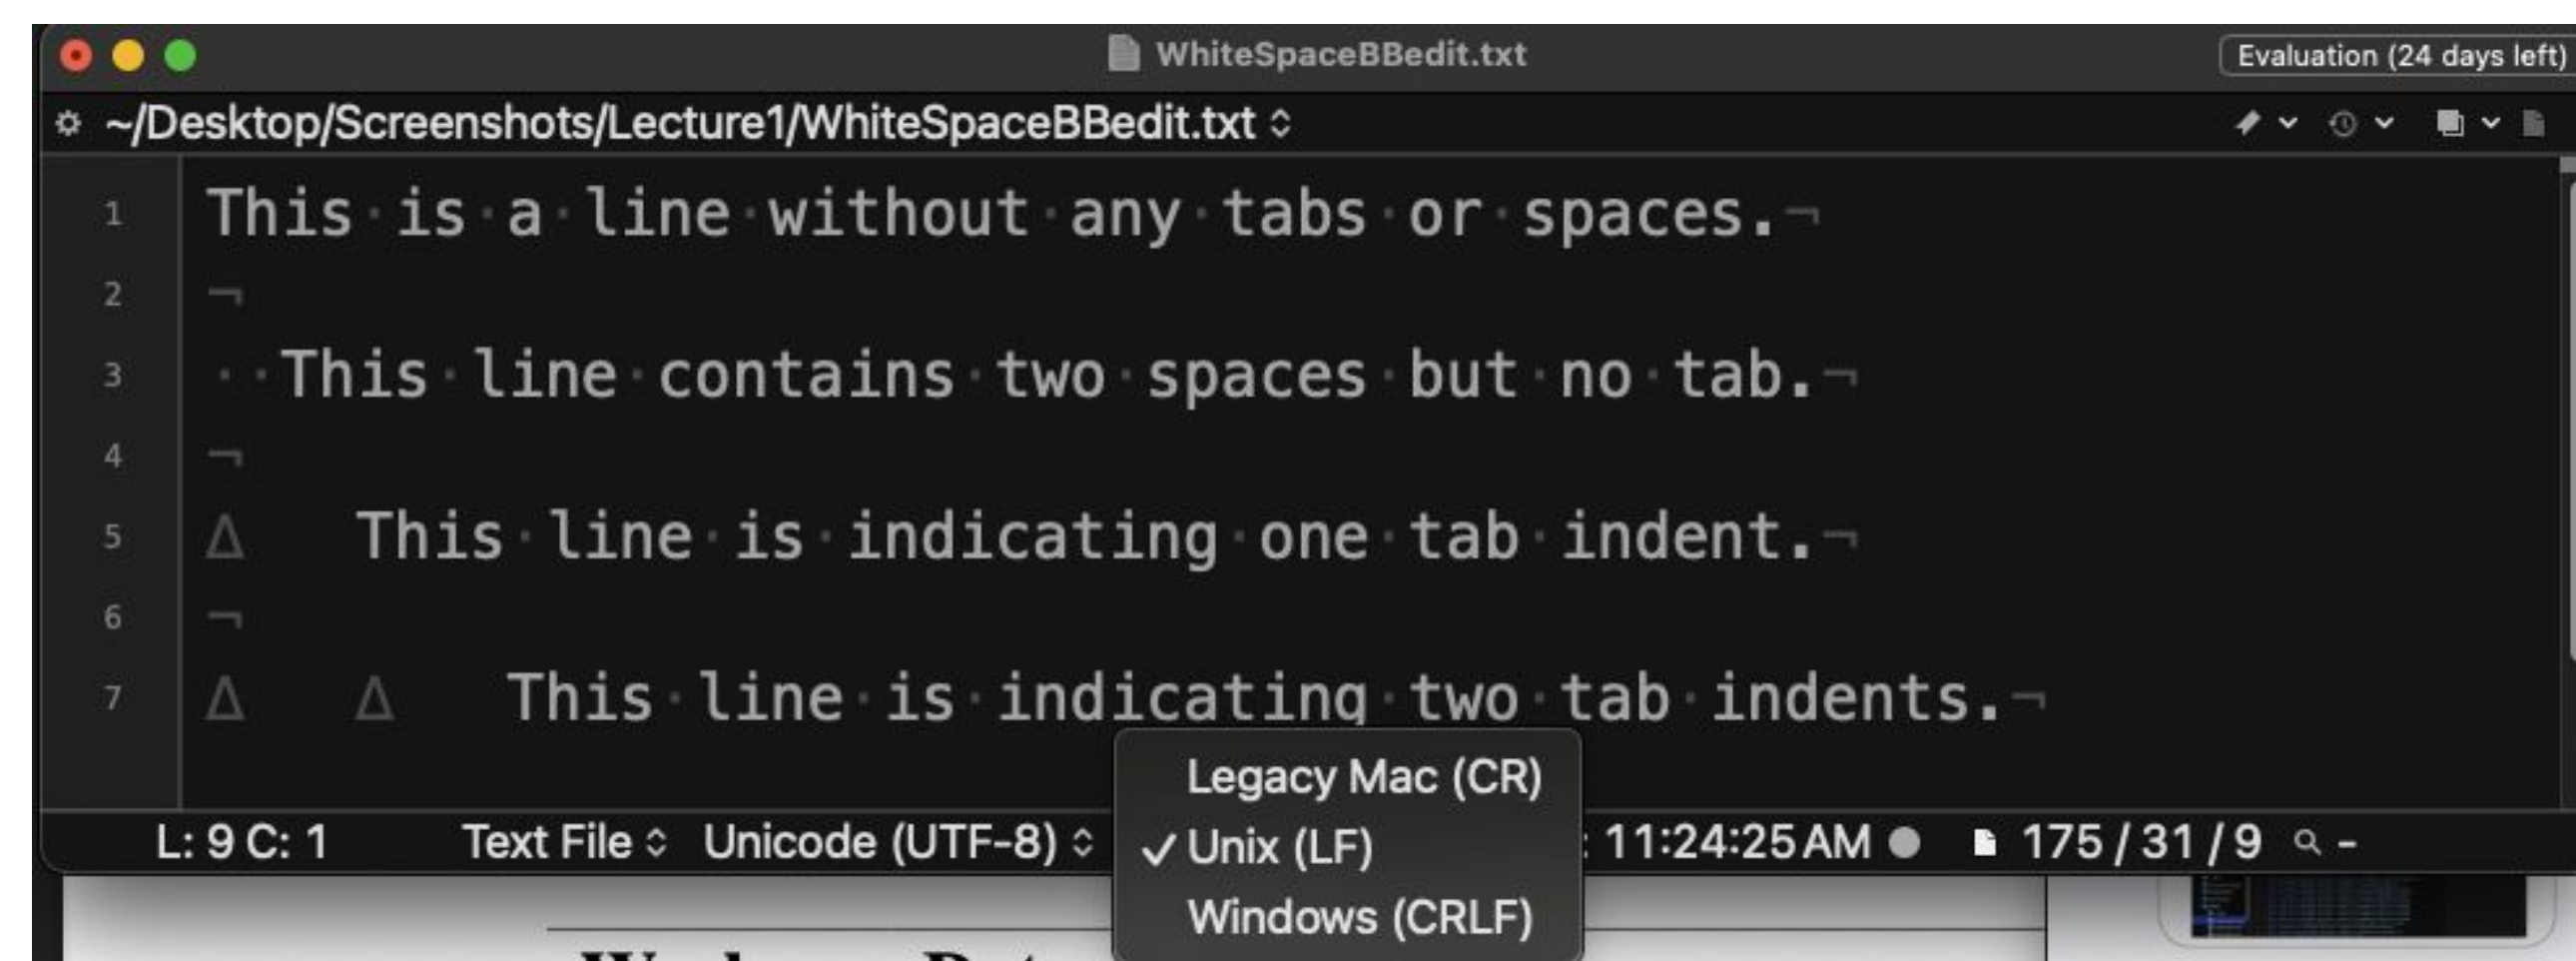 WhiteSpaceBBedit.txt Evaluation (24 days left)
~/Desktop/Screenshots/Lecture1/WhiteSpaceBBedit.txt
1 This·is·a·line·without·any·tabs·or·spaces.¬
2 ¬
3 ··This·line·contains·two·spaces·but·no·tab.¬
4 ¬
5 ∆ This·line·is·indicating·one·tab·indent.¬
6 ¬
7 ∆ ∆ This·line·is·indicating·two·tab·indents.¬
Legacy Mac (CR)
L: 9 C: 1 Text File Unicode (UTF-8) ✓ Unix (LF) : 11:24:25 AM 175 / 31 / 9 -
Windows (CRLF)